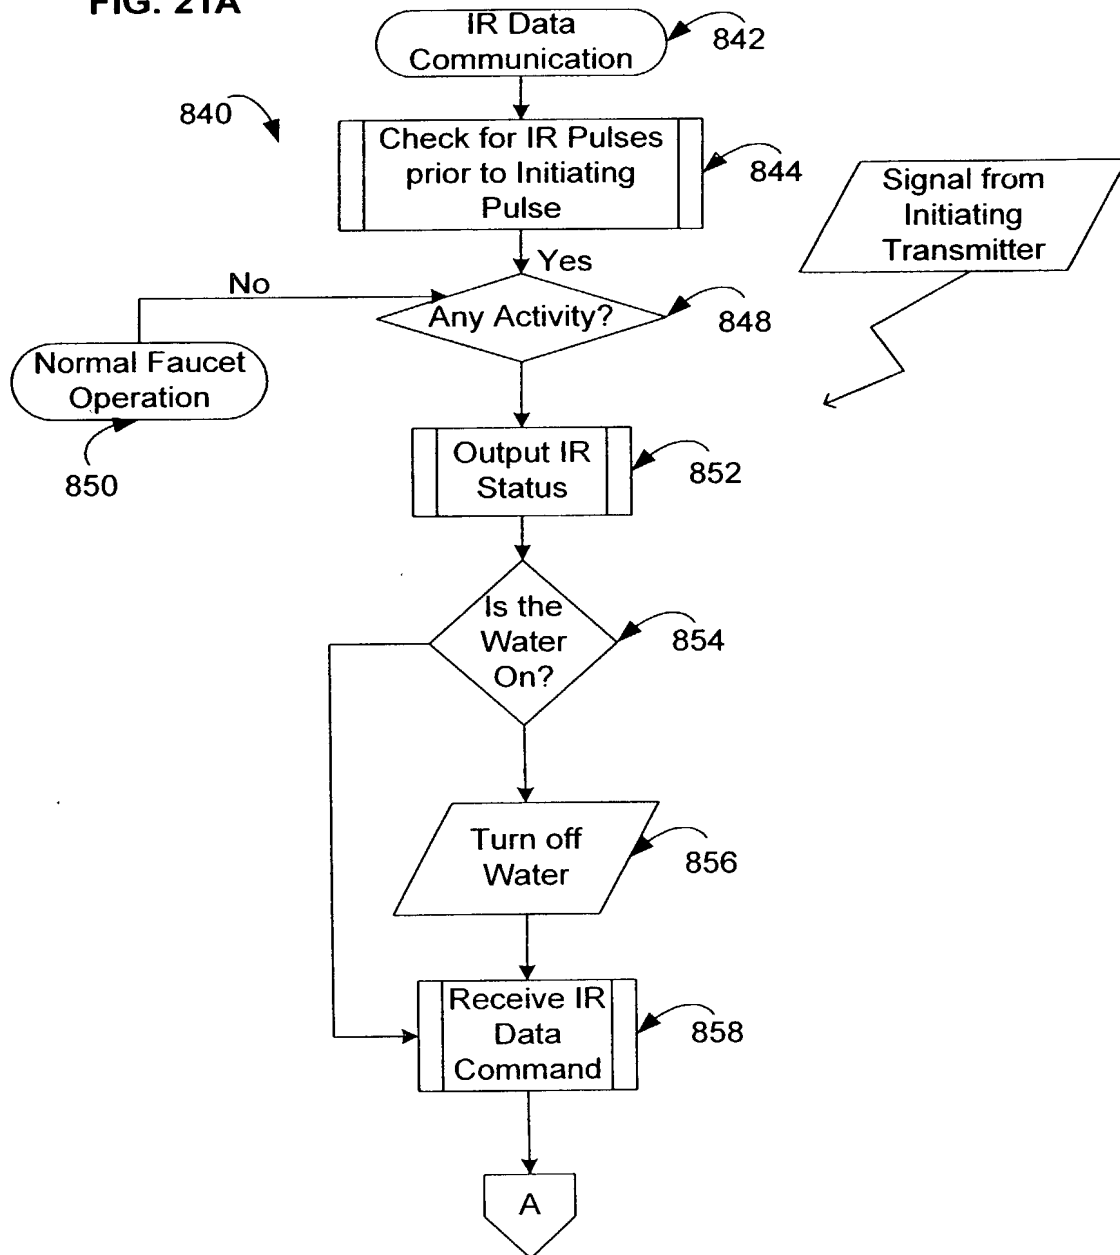 FIG. 21A
IR Data
Communication
842
840
Check for IR Pulses
prior to Initiating
Pulse
844
Signal from
Initiating
Transmitter
Yes
No
Any Activity?
848
Normal Faucet
Operation
850
Output IR
Status
852
Is the
Water
On?
854
Turn off
Water
856
Receive IR
Data
Command
858
A